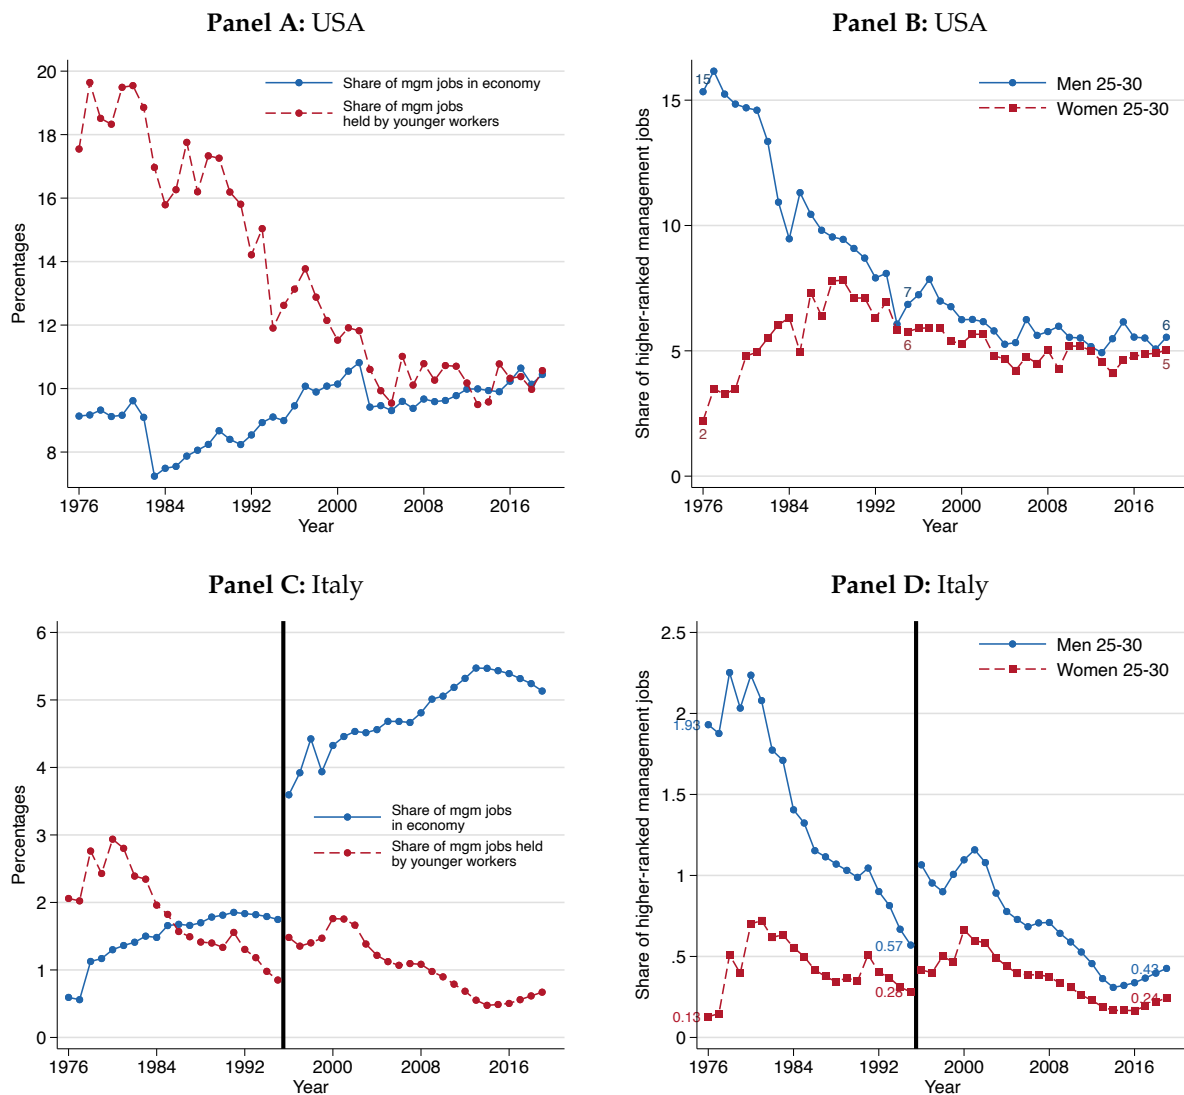 Panel A: USA
Percentages
20
18
16
14
12
10
8
Share of mgm jobs in economy
Share of mgm jobs
held by younger workers
1976 1984 1992 2000 2008 2016
Year
Panel B: USA
Share of higher-ranked management jobs
15
10
5
0
Men 25-30
Women 25-30
15
2
7
6
6
5
1976 1984 1992 2000 2008 2016
Year
Panel C: Italy
Percentages
6
5
4
3
2
1
0
Share of mgm jobs
in economy
Share of mgm jobs held
by younger workers
1976 1984 1992 2000 2008 2016
Year
Panel D: Italy
Share of higher-ranked management jobs
2.5
2
1.5
1
.5
0
Men 25-30
Women 25-30
1.93
0.13
0.57
0.28
0.43
0.24
1976 1984 1992 2000 2008 2016
Year